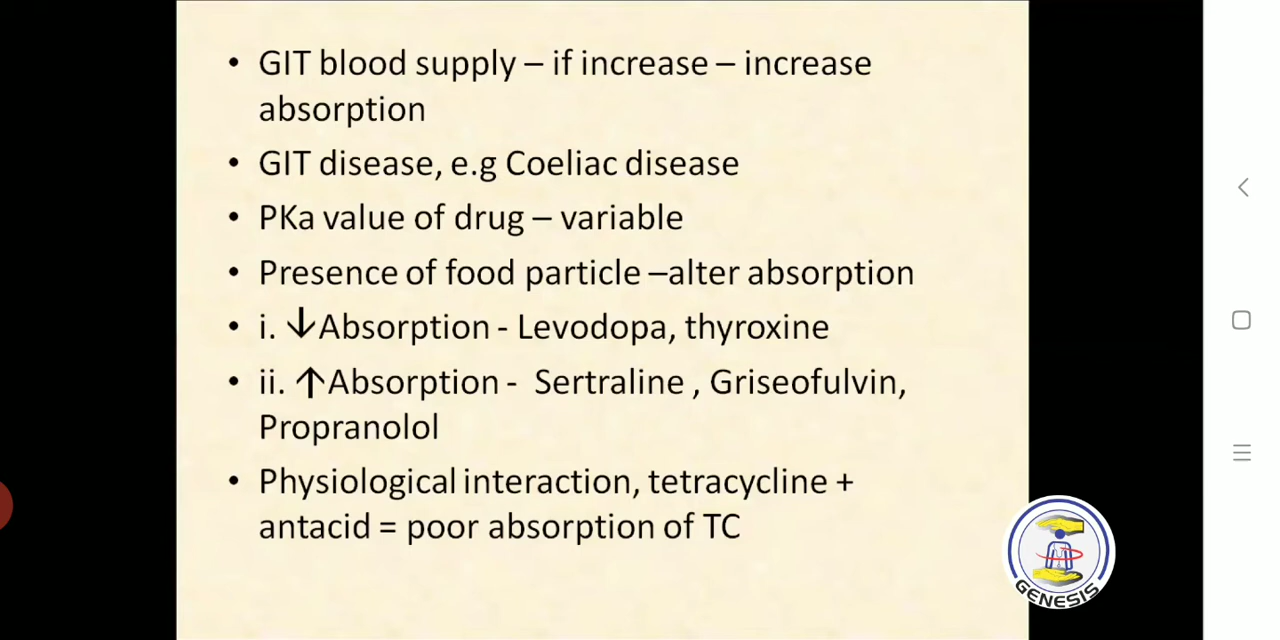 • GIT blood supply – if increase – increase
absorption
• GIT disease, e.g Coeliac disease
• PKa value of drug – variable
• Presence of food particle –alter absorption
• i. ↓Absorption - Levodopa, thyroxine
• ii. ↑Absorption - Sertraline , Griseofulvin,
Propranolol
• Physiological interaction, tetracycline +
antacid = poor absorption of TC
GENESIS